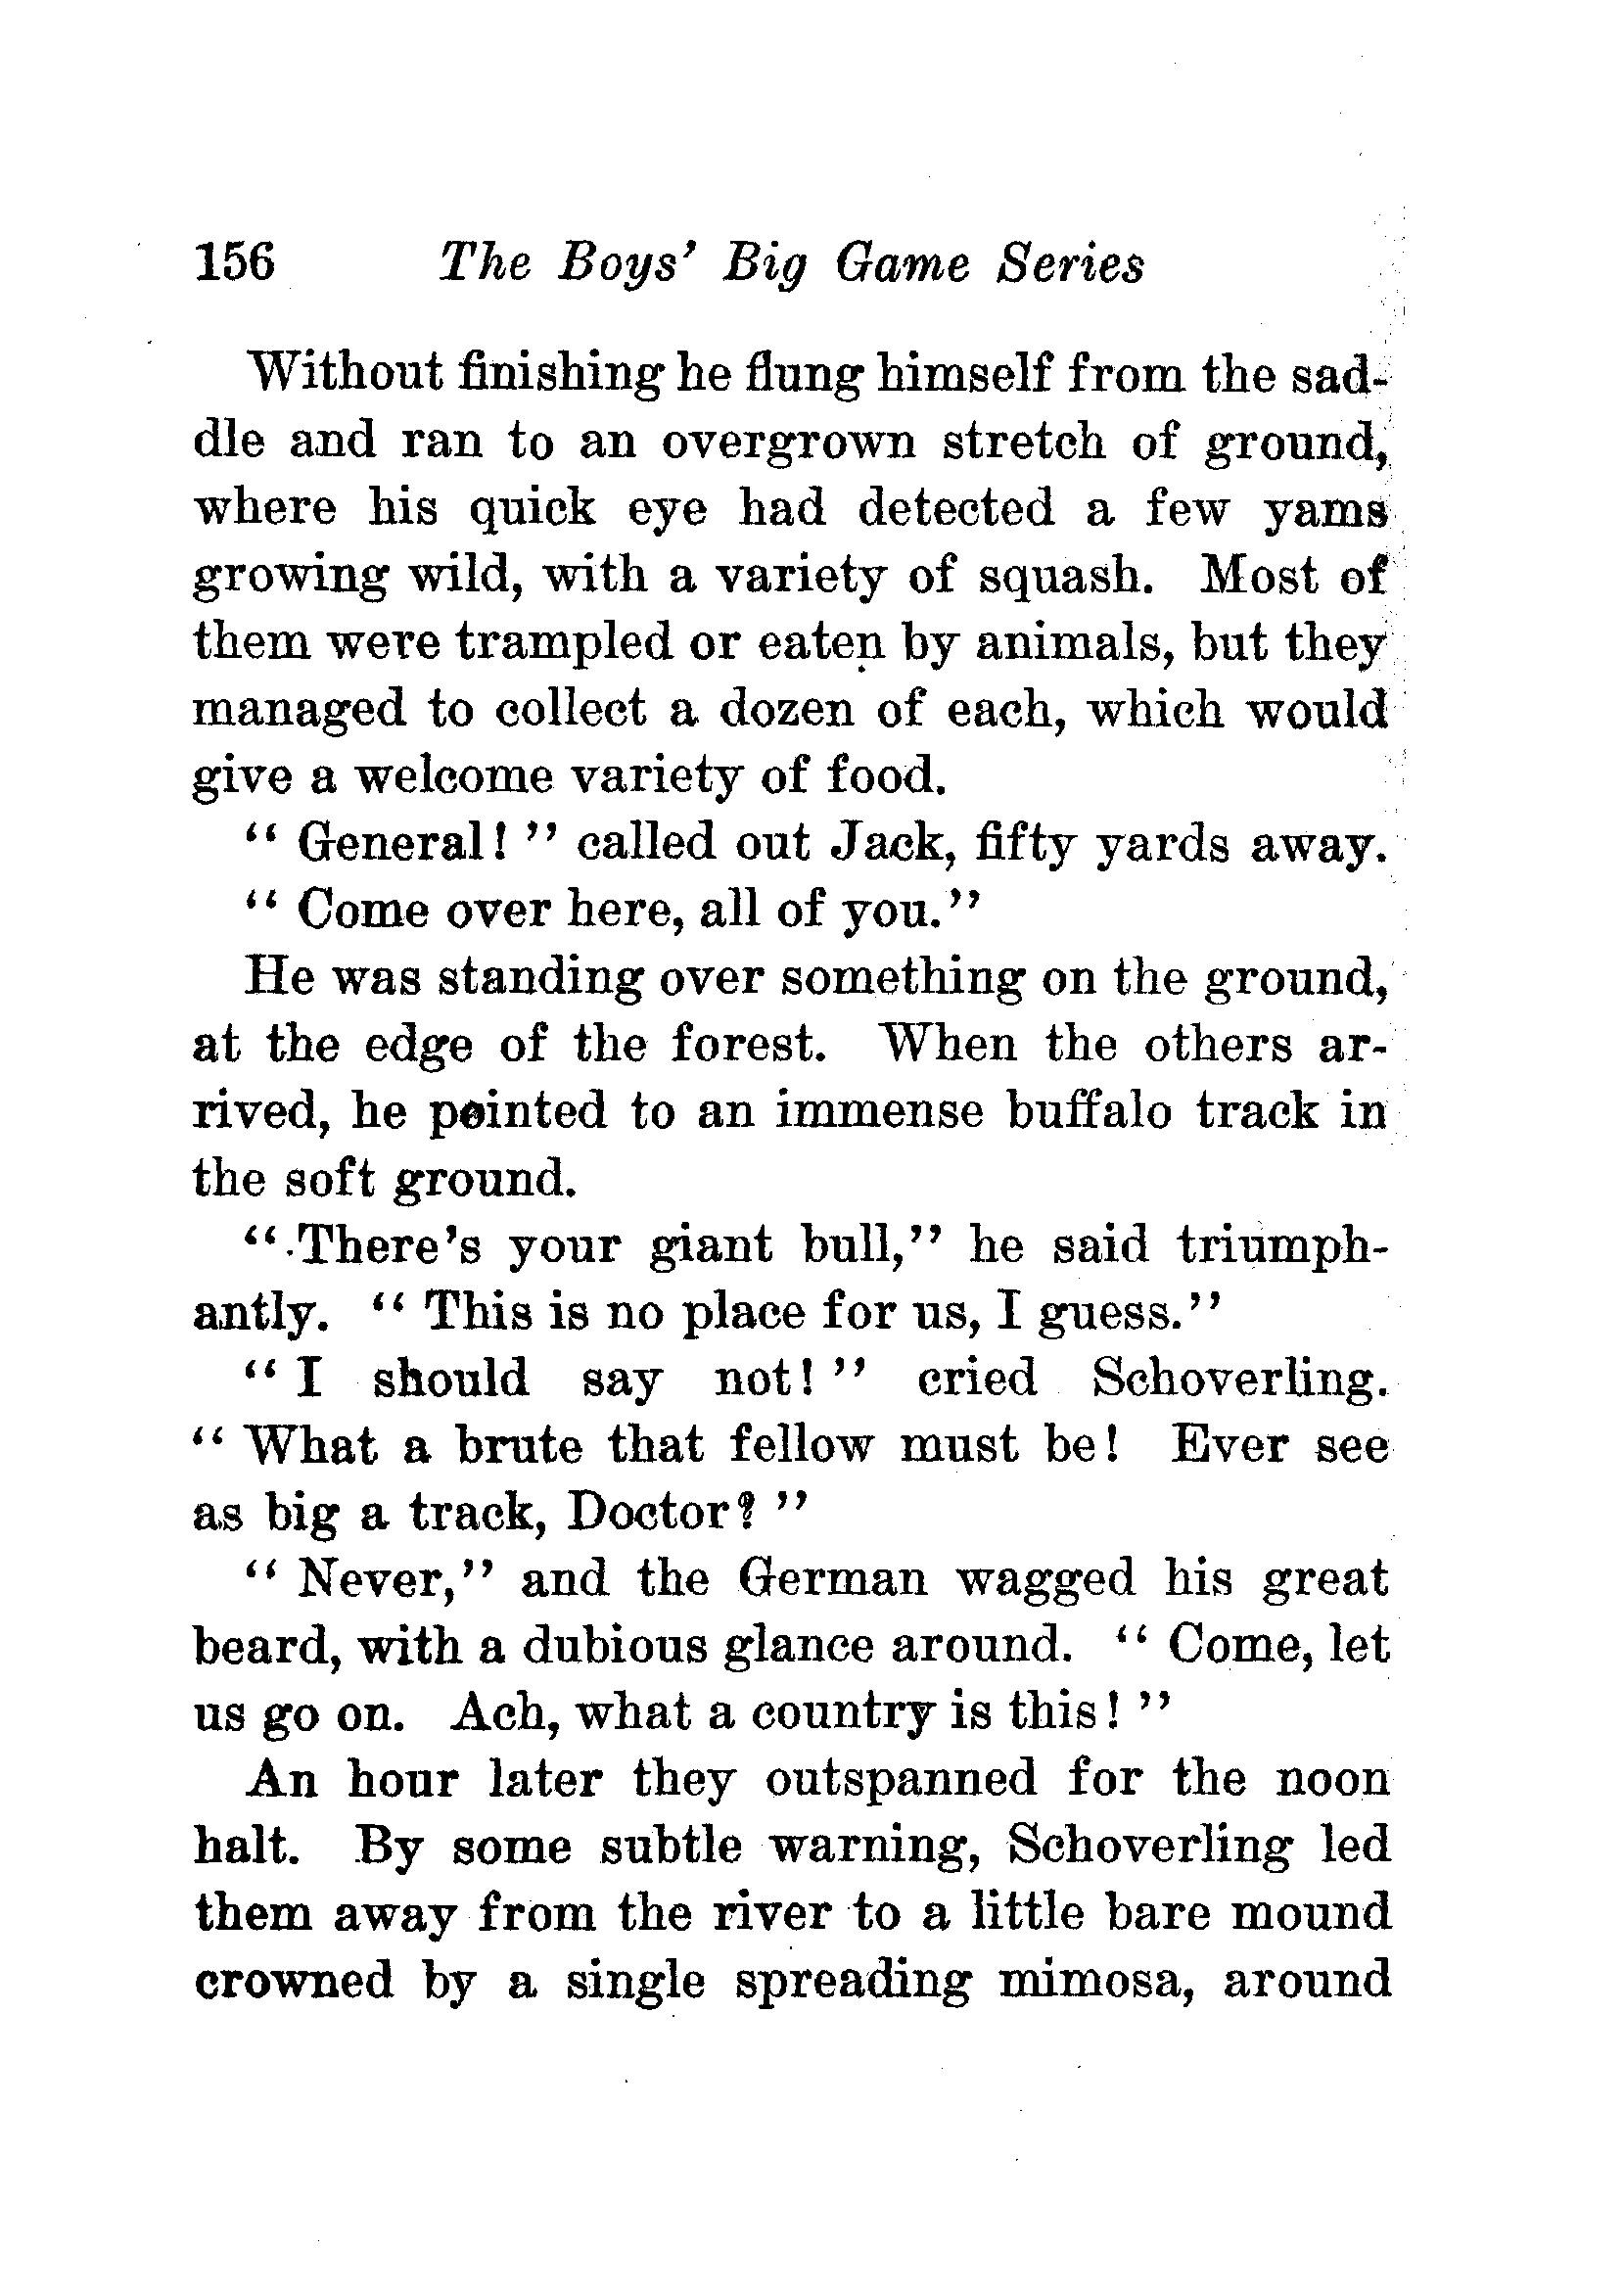 156 The Boys' Big Game Series
Without finishing he flung himself from the sad-
dle and ran to an overgrown stretch of ground,
where his quick eye had detected a few yams
growing wild, with a variety of squash. Most of
them were trampled or eaten by animals, but they
managed to collect a dozen of each, which would
give a welcome variety of food.
" General! " called out Jack, fifty yards away.
" Come over here, all of you."
He was standing over something on the ground,
at the edge of the forest. When the others ar-
rived, he pointed to an immense buffalo track in
the soft ground.
" There's your giant bull," he said triumph-
antly. " This is no place for us, I guess."
" I should say not! " cried Schoverling.
" What a brute that fellow must be! Ever see
as big a track, Doctor? "
" Never," and the German wagged his great
beard, with a dubious glance around. " Come, let
us go on. Ach, what a country is this! "
An hour later they outspanned for the noon
halt. By some subtle warning, Schoverling led
them away from the river to a little bare mound
crowned by a single spreading mimosa, around